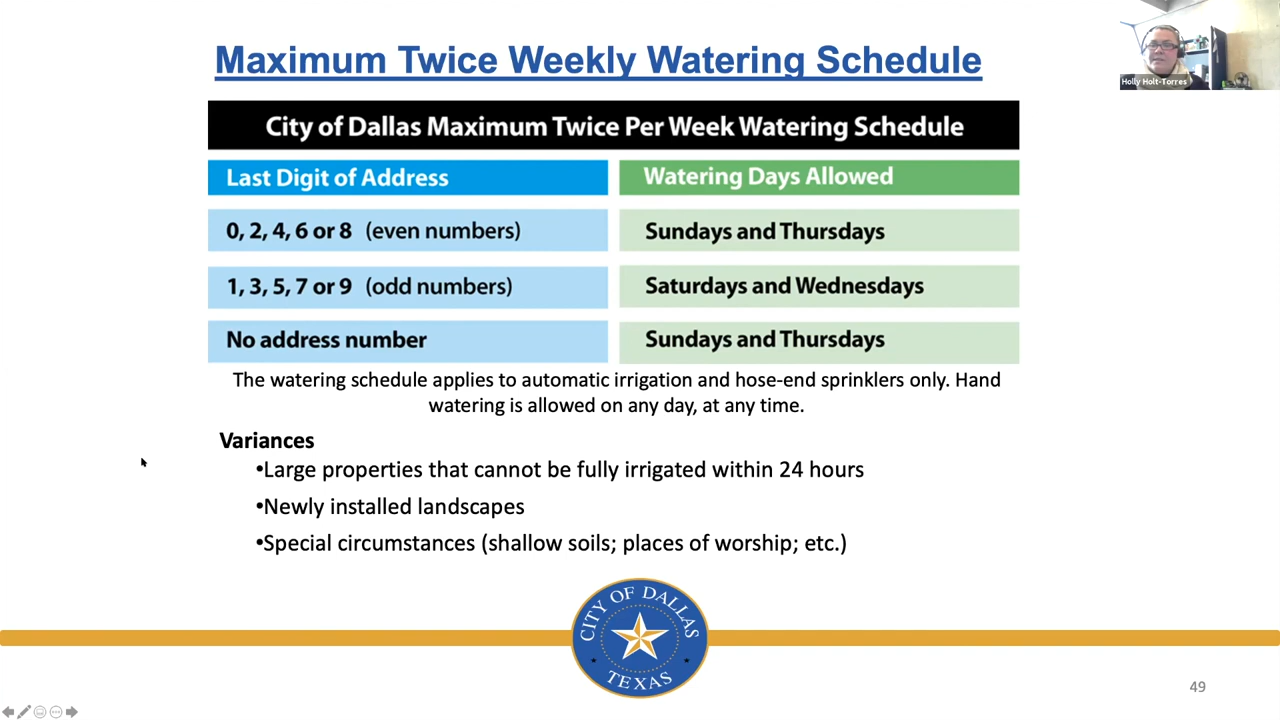 Maximum Twice Weekly Watering Schedule
Holly Holt-Torres
City of Dallas Maximum Twice Per Week Watering Schedule
Last Digit of Address
Watering Days Allowed
0, 2, 4, 6 or 8 (even numbers)
Sundays and Thursdays
1, 3, 5, 7 or 9 (odd numbers)
Saturdays and Wednesdays
No address number
Sundays and Thursdays
The watering schedule applies to automatic irrigation and hose-end sprinklers only. Hand
watering is allowed on any day, at any time.
Variances
•Large properties that cannot be fully irrigated within 24 hours
•Newly installed landscapes
•Special circumstances (shallow soils; places of worship; etc.)
CITY OF DALLAS
TEXAS
49